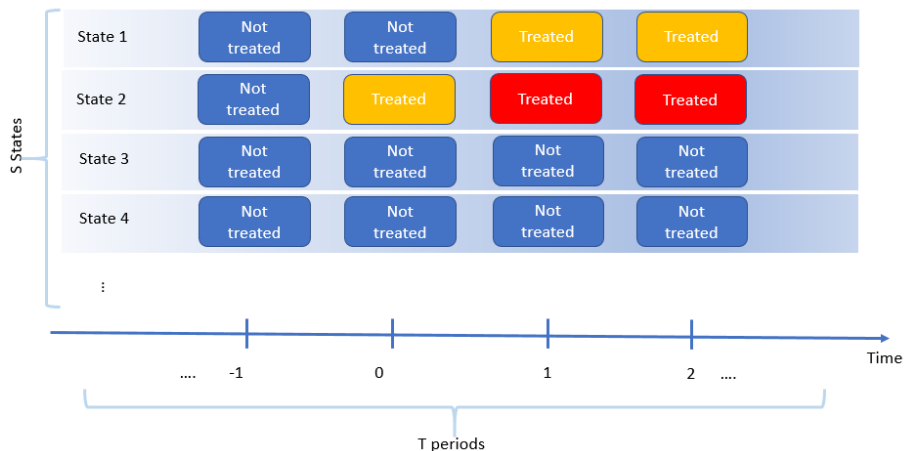 State 1
Not
treated
Not
treated
Treated
Treated
State 2
Not
treated
Treated
Treated
Treated
State 3
Not
treated
Not
treated
Not
treated
Not
treated
State 4
Not
treated
Not
treated
Not
treated
Not
treated
S States
⋮
Time
.... -1 0 1 2 ....
T periods